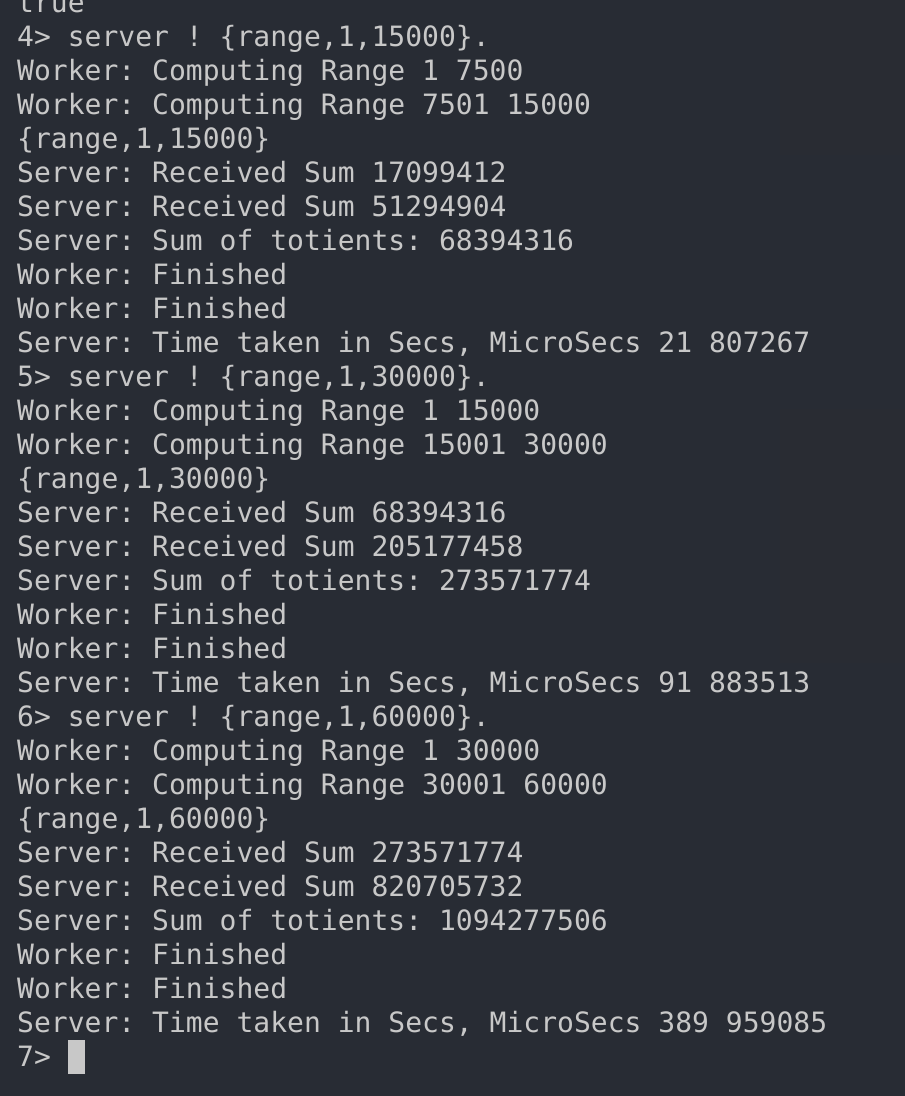 true
4> server ! {range,1,15000}.
Worker: Computing Range 1 7500
Worker: Computing Range 7501 15000
{range,1,15000}
Server: Received Sum 17099412
Server: Received Sum 51294904
Server: Sum of totients: 68394316
Worker: Finished
Worker: Finished
Server: Time taken in Secs, MicroSecs 21 807267
5> server ! {range,1,30000}.
Worker: Computing Range 1 15000
Worker: Computing Range 15001 30000
{range,1,30000}
Server: Received Sum 68394316
Server: Received Sum 205177458
Server: Sum of totients: 273571774
Worker: Finished
Worker: Finished
Server: Time taken in Secs, MicroSecs 91 883513
6> server ! {range,1,60000}.
Worker: Computing Range 1 30000
Worker: Computing Range 30001 60000
{range,1,60000}
Server: Received Sum 273571774
Server: Received Sum 820705732
Server: Sum of totients: 1094277506
Worker: Finished
Worker: Finished
Server: Time taken in Secs, MicroSecs 389 959085
7>